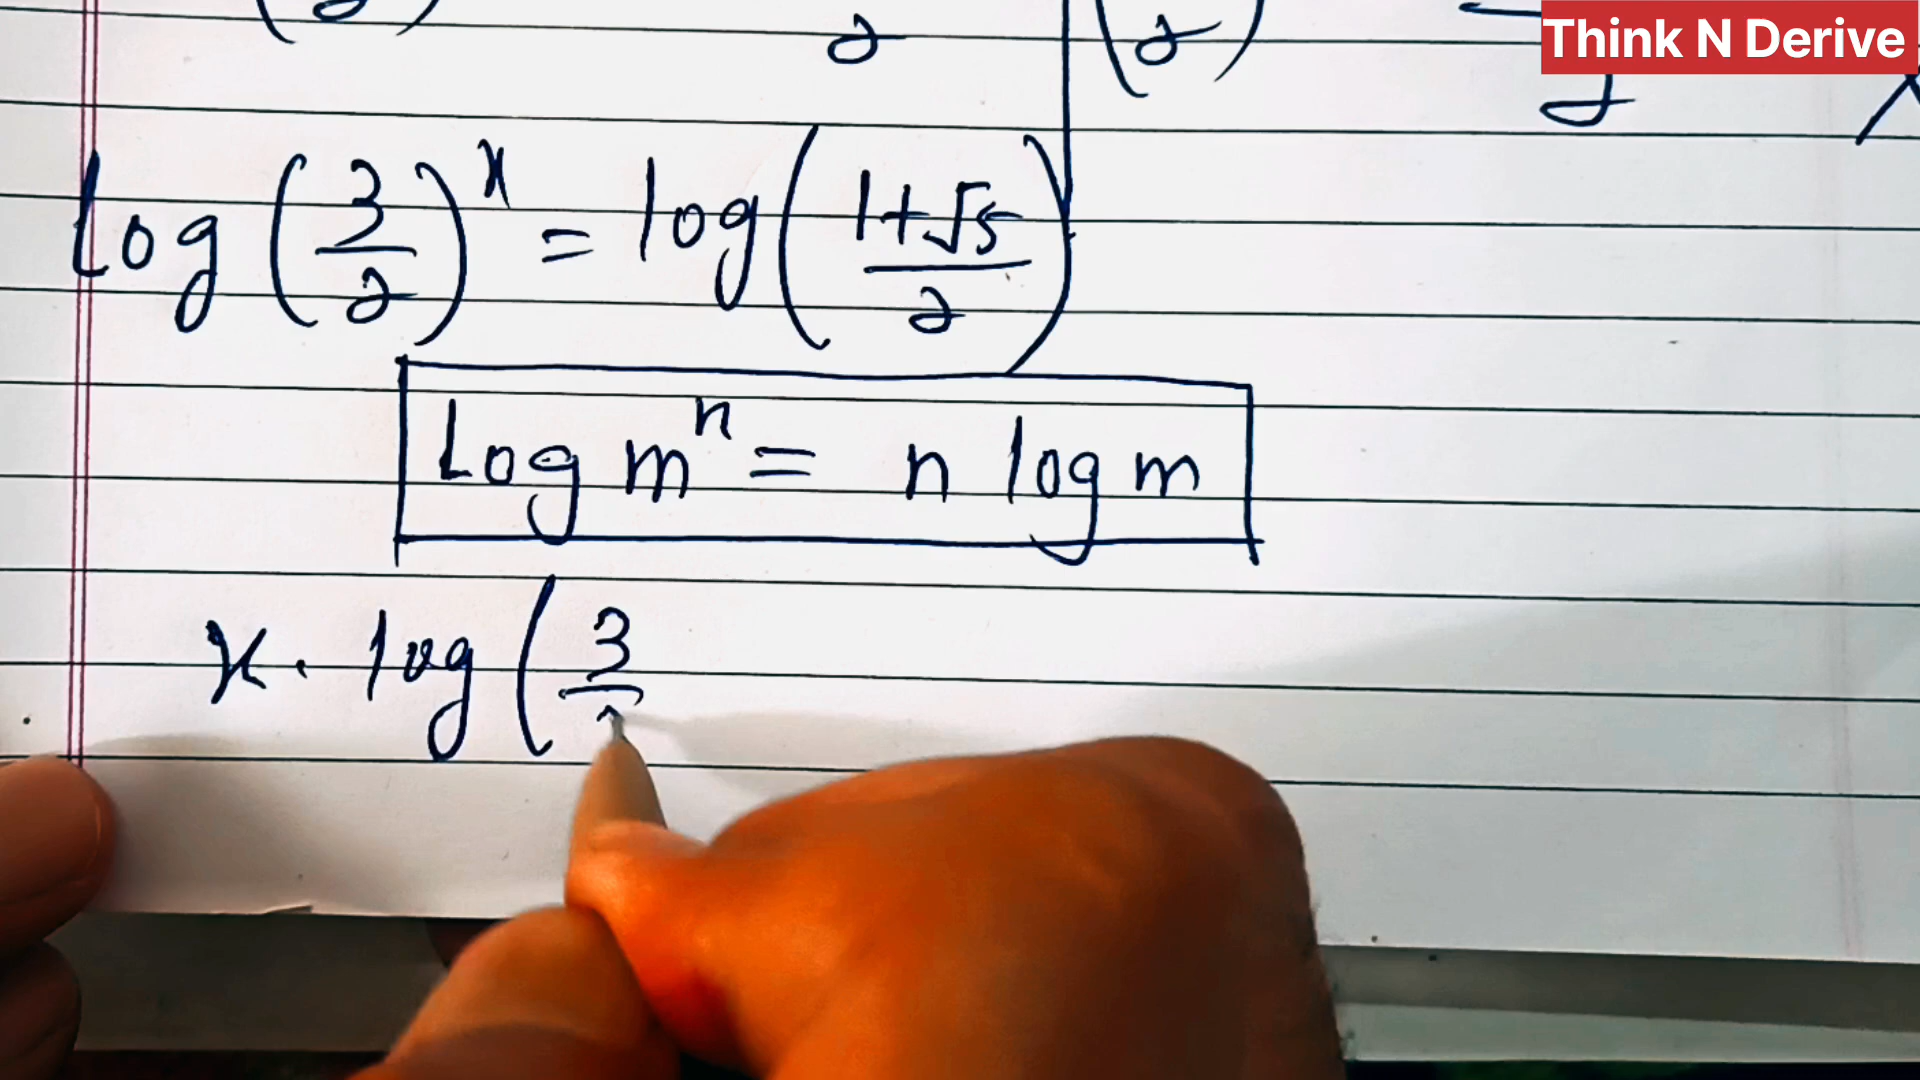 Think N Derive
log (3/2)^x = log (1+√5/2)
Log m^n = n log m
x . log (3